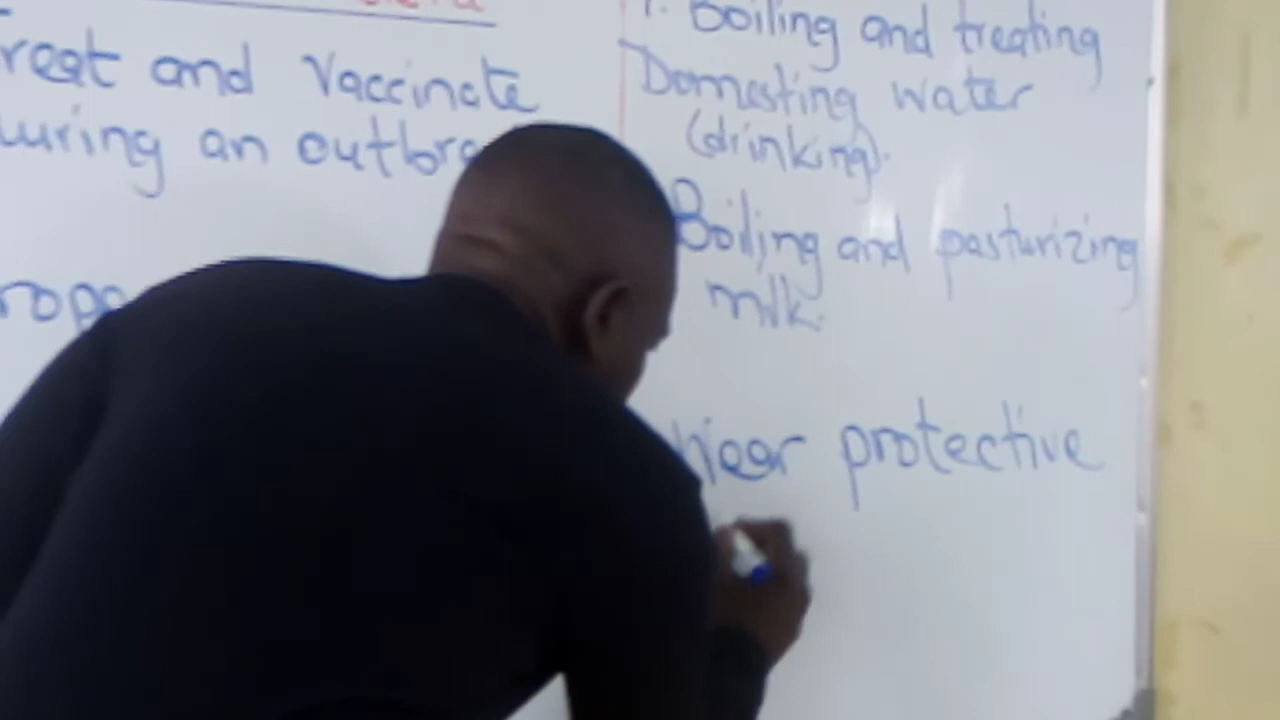 reat and Vaccinate
uring an outbre
rope
1. Boiling and treating
Domesting water
(drinking).
Boiling and pasturizing
milk.
Wear protective